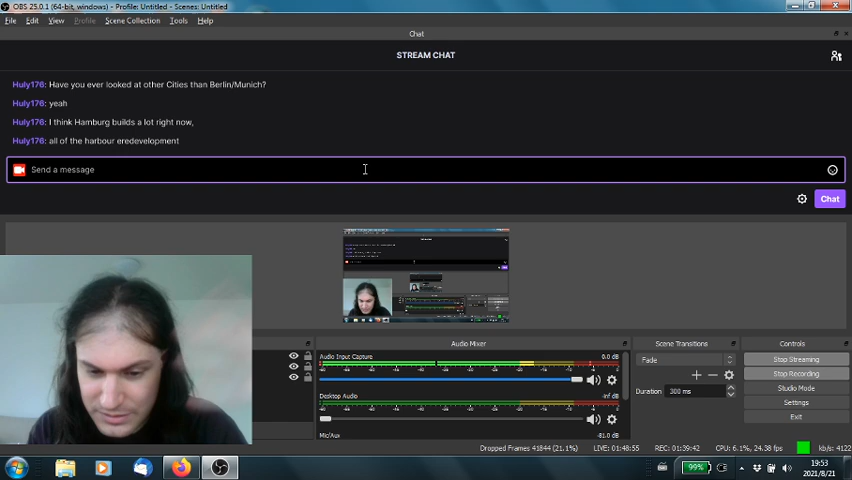 OBS 25.0.1 (64-bit, windows) - Profile: Untitled - Scenes: Untitled
File Edit View Profile Scene Collection Tools Help
Chat
STREAM CHAT
Huly176: Have you ever looked at other Cities than Berlin/Munich?
Huly176: yeah
Huly176: I think Hamburg builds a lot right now,
Huly176: all of the harbour eredevelopment
Send a message
Chat
Audio Mixer
Scene Transitions
Controls
Audio Input Capture 0.0 dB
Fade
Stop Streaming
Stop Recording
Desktop Audio -inf dB
Duration 300 ms
Studio Mode
Settings
Exit
Mic/Aux -81.0 dB
Dropped Frames 41844 (21.1%) LIVE: 01:48:55 REC: 01:39:42 CPU: 6.1%, 24.38 fps kb/s: 4122
99%
19:53
2021/8/21